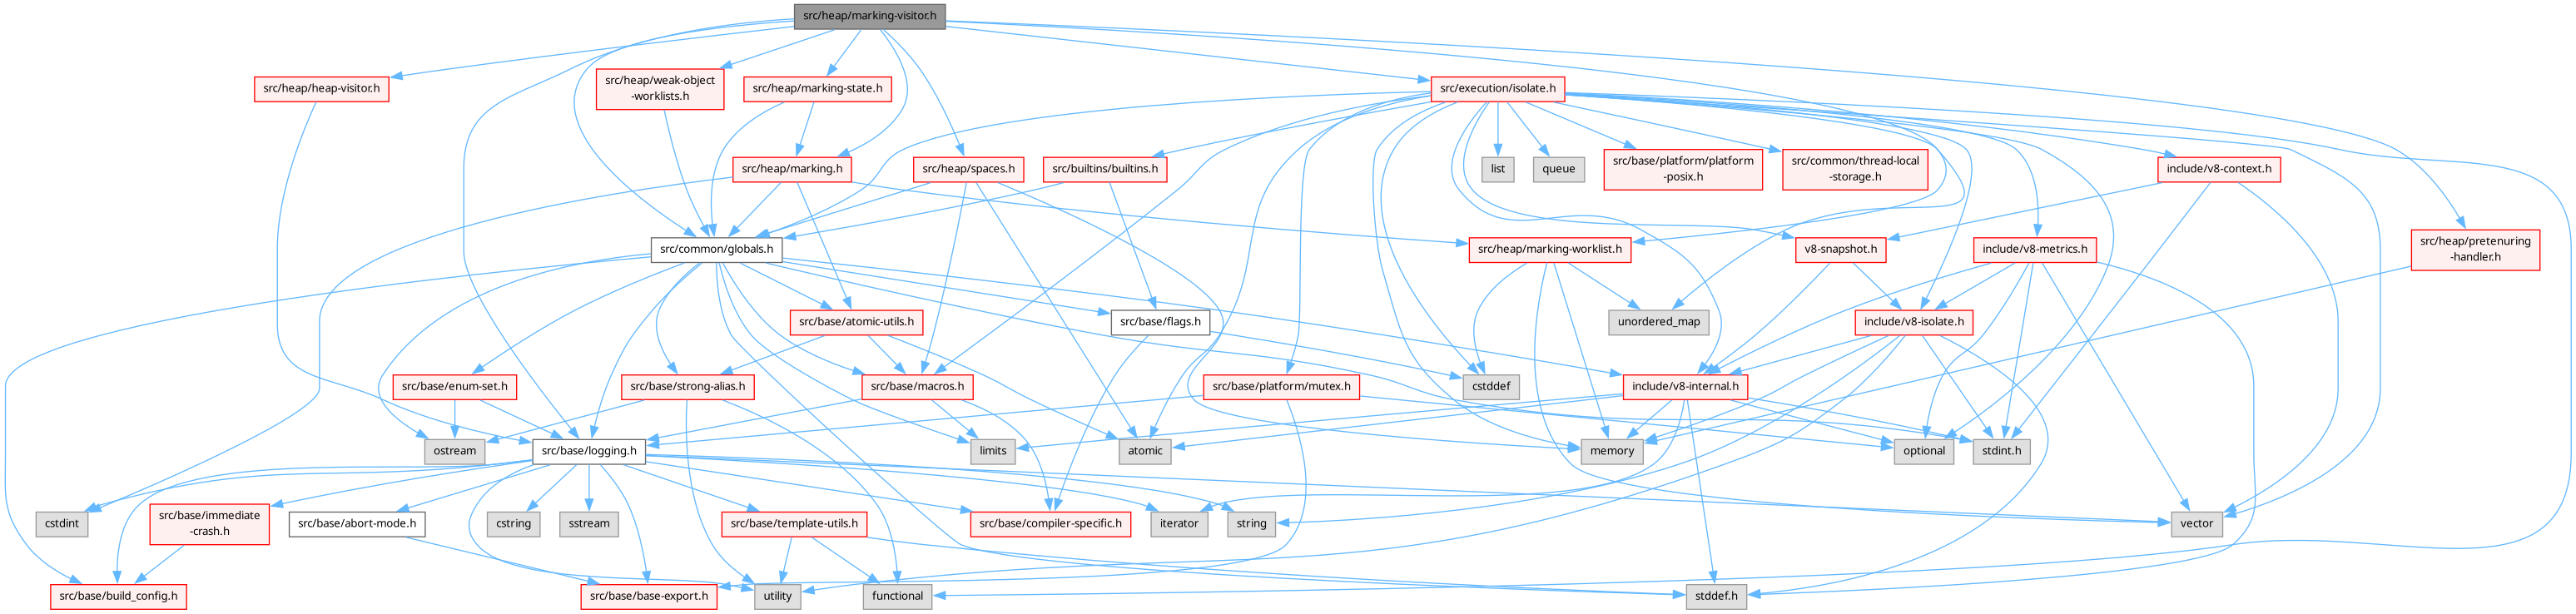 src/heap/marking-visitor.h
src/heap/heap-visitor.h
src/heap/weak-object
-worklists.h
src/heap/marking-state.h
src/execution/isolate.h
src/heap/marking.h
src/heap/spaces.h
src/builtins/builtins.h
list
queue
src/base/platform/platform
-posix.h
src/common/thread-local
-storage.h
include/v8-context.h
src/common/globals.h
src/heap/marking-worklist.h
v8-snapshot.h
include/v8-metrics.h
src/heap/pretenuring
-handler.h
src/base/atomic-utils.h
src/base/flags.h
unordered_map
include/v8-isolate.h
src/base/enum-set.h
src/base/strong-alias.h
src/base/macros.h
src/base/platform/mutex.h
cstddef
include/v8-internal.h
ostream
src/base/logging.h
limits
atomic
memory
optional
stdint.h
cstdint
src/base/immediate
-crash.h
src/base/abort-mode.h
cstring
sstream
src/base/template-utils.h
src/base/compiler-specific.h
iterator
string
vector
src/base/build_config.h
src/base/base-export.h
utility
functional
stddef.h